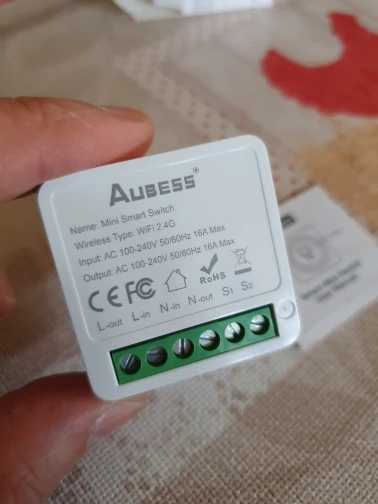 AUBESS®
Name: Mini Smart Switch
Wireless Type: WiFi 2.4G
Input: AC 100-240V 50/60Hz 16A Max
Output: AC 100-240V 50/60Hz 16A Max
CE FC RoHS
L-out L-in N-in N-out S1 S2